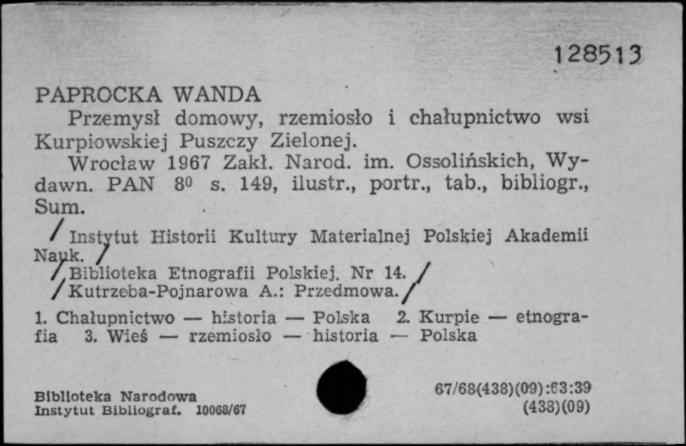 128513
PAPROCKA WANDA
Przemysł domowy, rzemiosło i chałupnictwo wsi
Kurpiowskiej Puszczy Zielonej.
Wrocław 1967 Zakł. Narod. im. Ossolińskich, Wy-
dawn. PAN 8⁰ s. 149, ilustr., portr., tab., bibliogr.,
Sum.
/ Instytut Historii Kultury Materialnej Polskiej Akademii
Nauk. /
/ Biblioteka Etnografii Polskiej. Nr 14. /
/ Kutrzeba-Pojnarowa A.: Przedmowa. /
1. Chałupnictwo — historia — Polska 2. Kurpie — etnogra-
fia 3. Wieś — rzemiosło — historia — Polska
67/68(438)(09):63:39
Biblioteka Narodowa
Instytut Bibliograf. 10068/67
(438)(09)